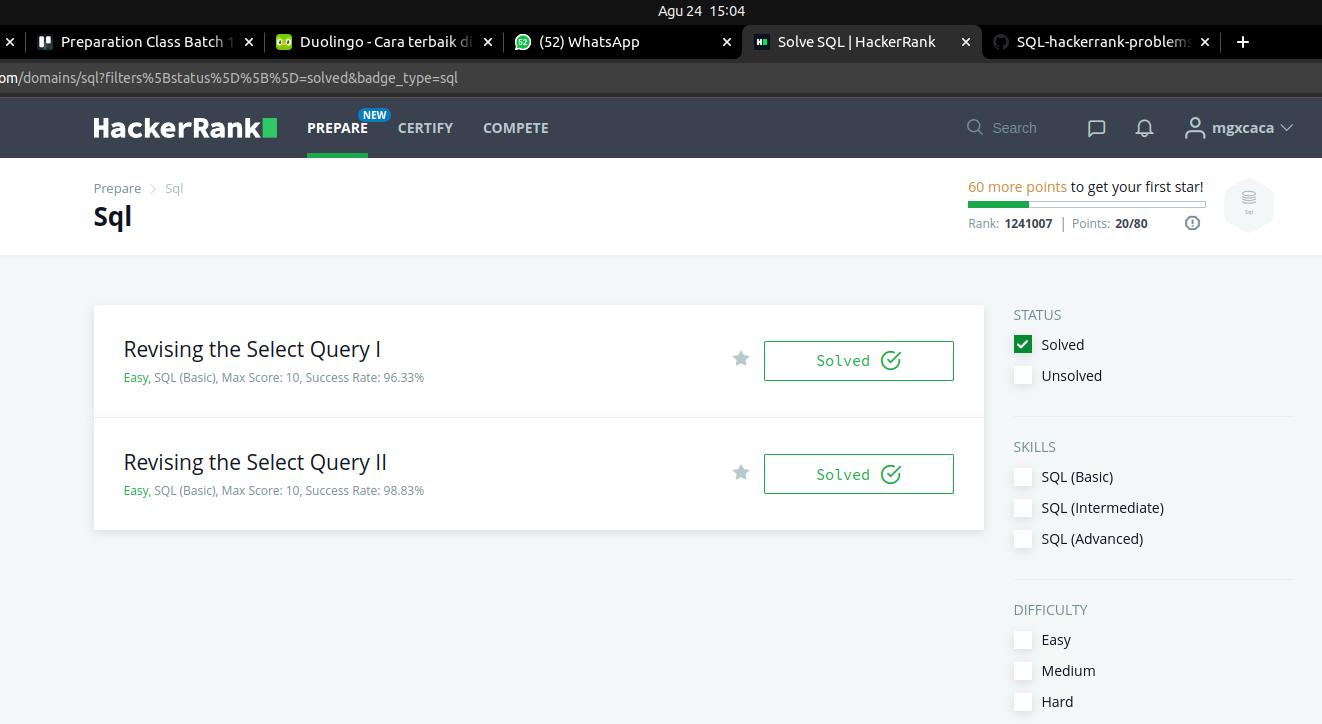 Agu 24 15:04
Preparation Class Batch 1
Duolingo - Cara terbaik di
52 (52) WhatsApp
Solve SQL | HackerRank
SQL-hackerrank-problems
om/domains/sql?filters%5Bstatus%5D%5B%5D=solved&badge_type=sql
HackerRank
PREPARE
NEW
CERTIFY
COMPETE
Search
mgxcaca
Prepare
Sql
Sql
60 more points to get your first star!
Rank: 1241007 | Points: 20/80
Sql
Revising the Select Query I
Easy, SQL (Basic), Max Score: 10, Success Rate: 96.33%
Solved
Revising the Select Query II
Easy, SQL (Basic), Max Score: 10, Success Rate: 98.83%
Solved
STATUS
Solved
Unsolved
SKILLS
SQL (Basic)
SQL (Intermediate)
SQL (Advanced)
DIFFICULTY
Easy
Medium
Hard